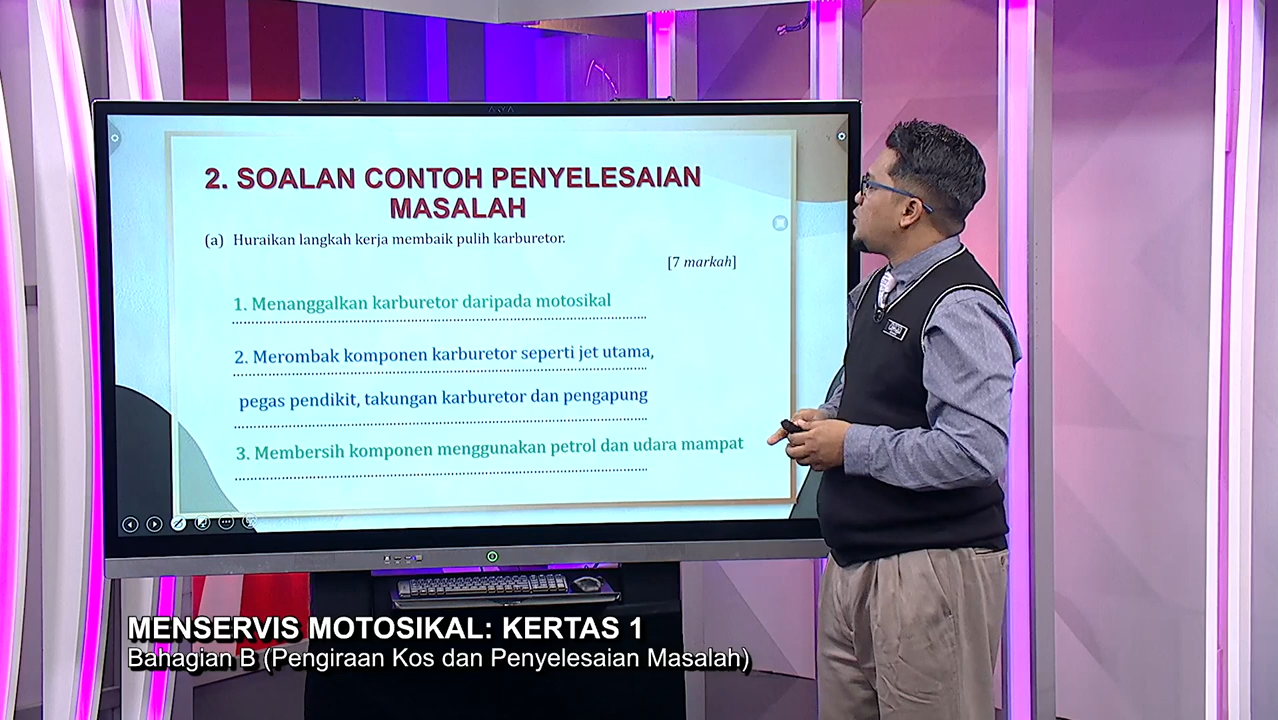 2. SOALAN CONTOH PENYELESAIAN
MASALAH
(a) Huraikan langkah kerja membaik pulih karburetor.
[7 markah]
1. Menanggalkan karburetor daripada motosikal
2. Merombak komponen karburetor seperti jet utama,
pegas pendikit, takungan karburetor dan pengapung
3. Membersih komponen menggunakan petrol dan udara mampat
MENSERVIS MOTOSIKAL: KERTAS 1
Bahagian B (Pengiraan Kos dan Penyelesaian Masalah)